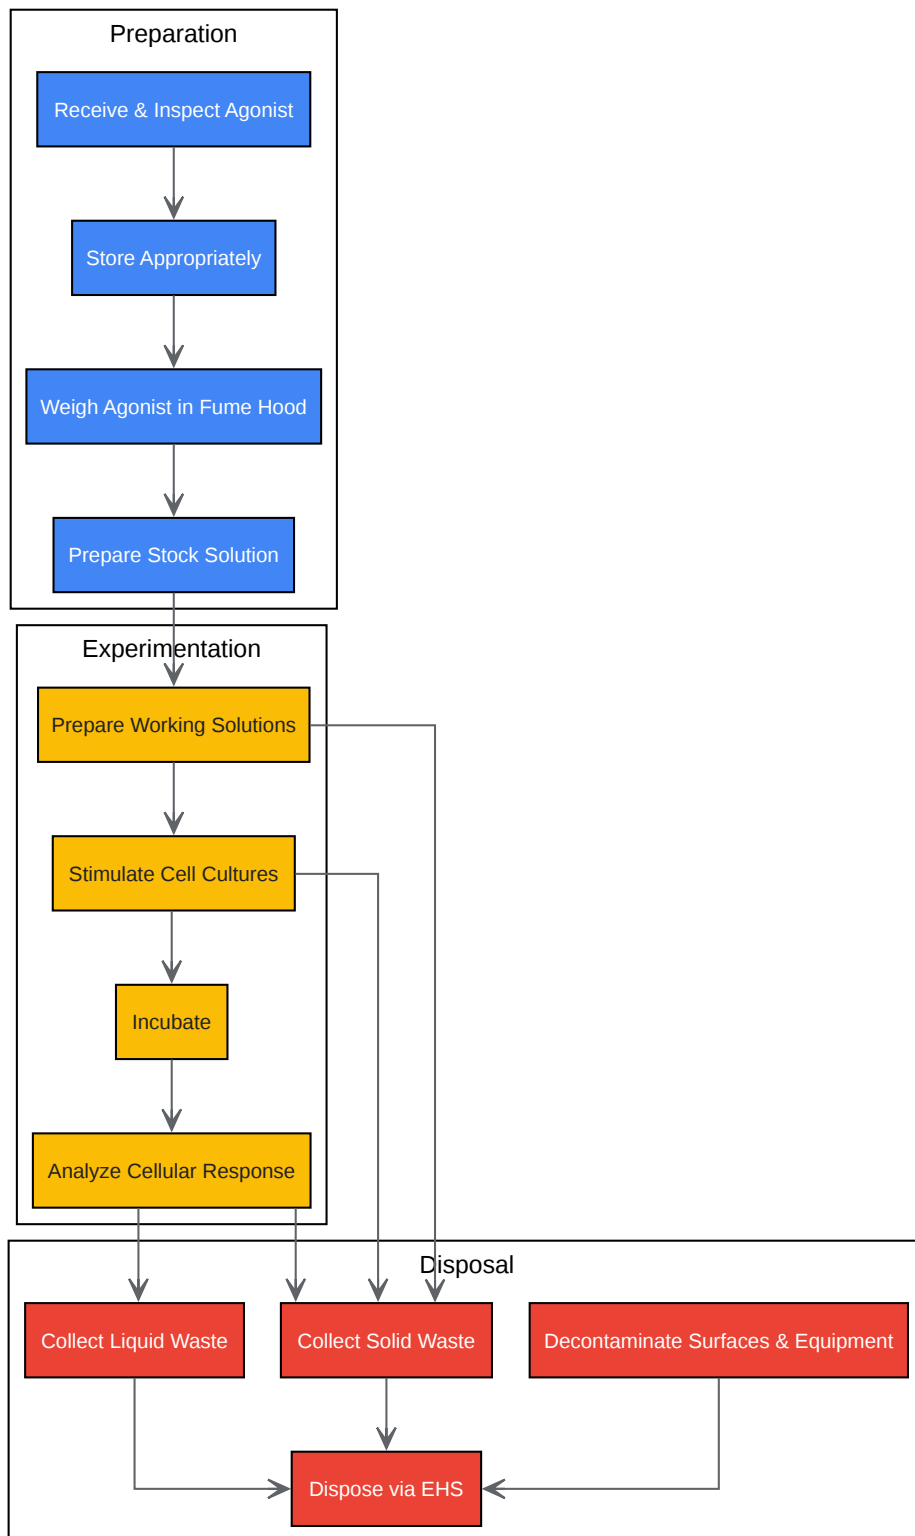 Preparation
Receive & Inspect Agonist
Store Appropriately
Weigh Agonist in Fume Hood
Prepare Stock Solution
Experimentation
Prepare Working Solutions
Stimulate Cell Cultures
Incubate
Analyze Cellular Response
Disposal
Collect Liquid Waste
Collect Solid Waste
Decontaminate Surfaces & Equipment
Dispose via EHS